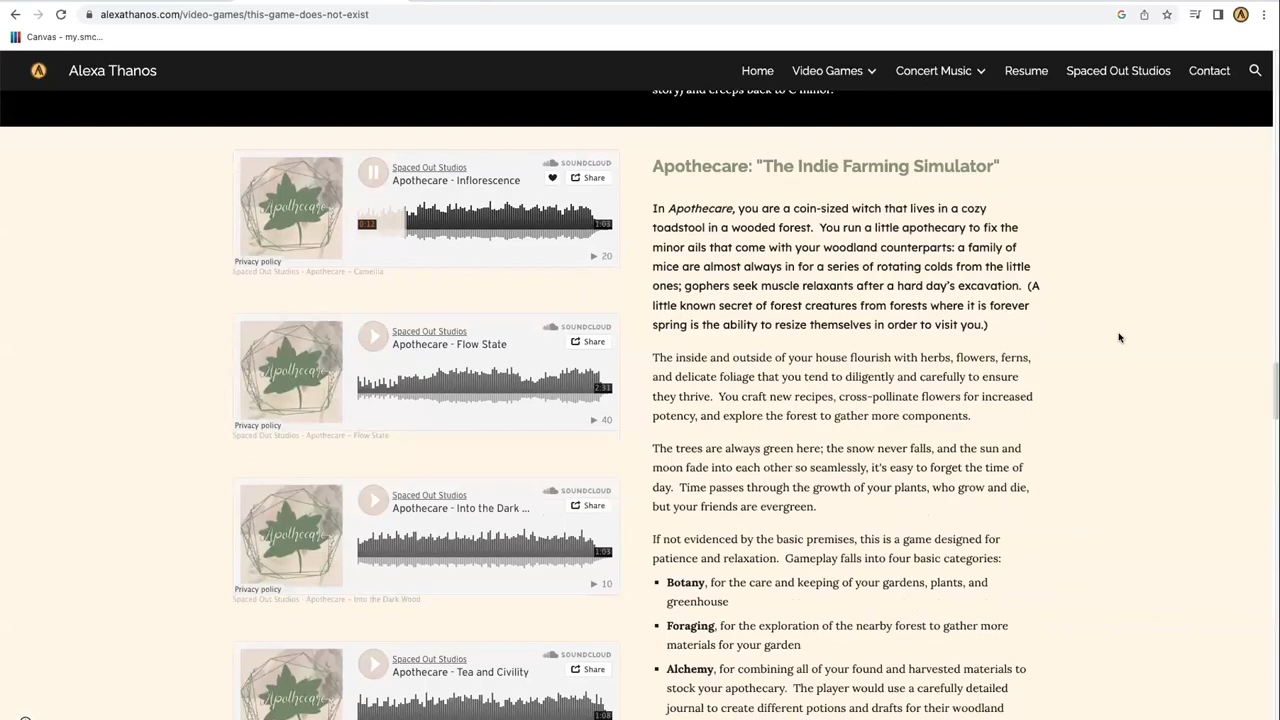 alexathanos.com/video-games/this-game-does-not-exist
Canvas - my.smc...
Alexa Thanos
Home
Video Games
Concert Music
Resume
Spaced Out Studios
Contact
story) and creeps back to C minor.
Spaced Out Studios
SOUNDCLOUD
Apothecare - Inflorescence
Share
Apothecare
0:12
1:03
20
Privacy policy
Spaced Out Studios · Apothecare – Camellia
Spaced Out Studios
SOUNDCLOUD
Apothecare - Flow State
Share
Apothecare
2:31
40
Privacy policy
Spaced Out Studios · Apothecare – Flow State
Spaced Out Studios
SOUNDCLOUD
Apothecare - Into the Dark ...
Share
Apothecare
1:03
10
Privacy policy
Spaced Out Studios · Apothecare – Into the Dark Wood
Spaced Out Studios
SOUNDCLOUD
Apothecare - Tea and Civility
Share
Apothecare
1:08
Apothecare: "The Indie Farming Simulator"
In Apothecare, you are a coin-sized witch that lives in a cozy
toadstool in a wooded forest. You run a little apothecary to fix the
minor ails that come with your woodland counterparts: a family of
mice are almost always in for a series of rotating colds from the little
ones; gophers seek muscle relaxants after a hard day's excavation. (A
little known secret of forest creatures from forests where it is forever
spring is the ability to resize themselves in order to visit you.)
The inside and outside of your house flourish with herbs, flowers, ferns,
and delicate foliage that you tend to diligently and carefully to ensure
they thrive. You craft new recipes, cross-pollinate flowers for increased
potency, and explore the forest to gather more components.
The trees are always green here; the snow never falls, and the sun and
moon fade into each other so seamlessly, it's easy to forget the time of
day. Time passes through the growth of your plants, who grow and die,
but your friends are evergreen.
If not evidenced by the basic premises, this is a game designed for
patience and relaxation. Gameplay falls into four basic categories:
▪ Botany, for the care and keeping of your gardens, plants, and
greenhouse
▪ Foraging, for the exploration of the nearby forest to gather more
materials for your garden
▪ Alchemy, for combining all of your found and harvested materials to
stock your apothecary. The player would use a carefully detailed
journal to create different potions and drafts for their woodland